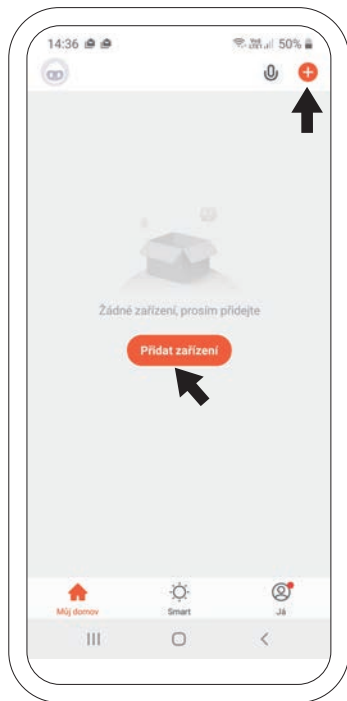 14:36
50%
Žádné zařízení, prosím přidejte
Přidat zařízení
Můj domov
Smart
Já